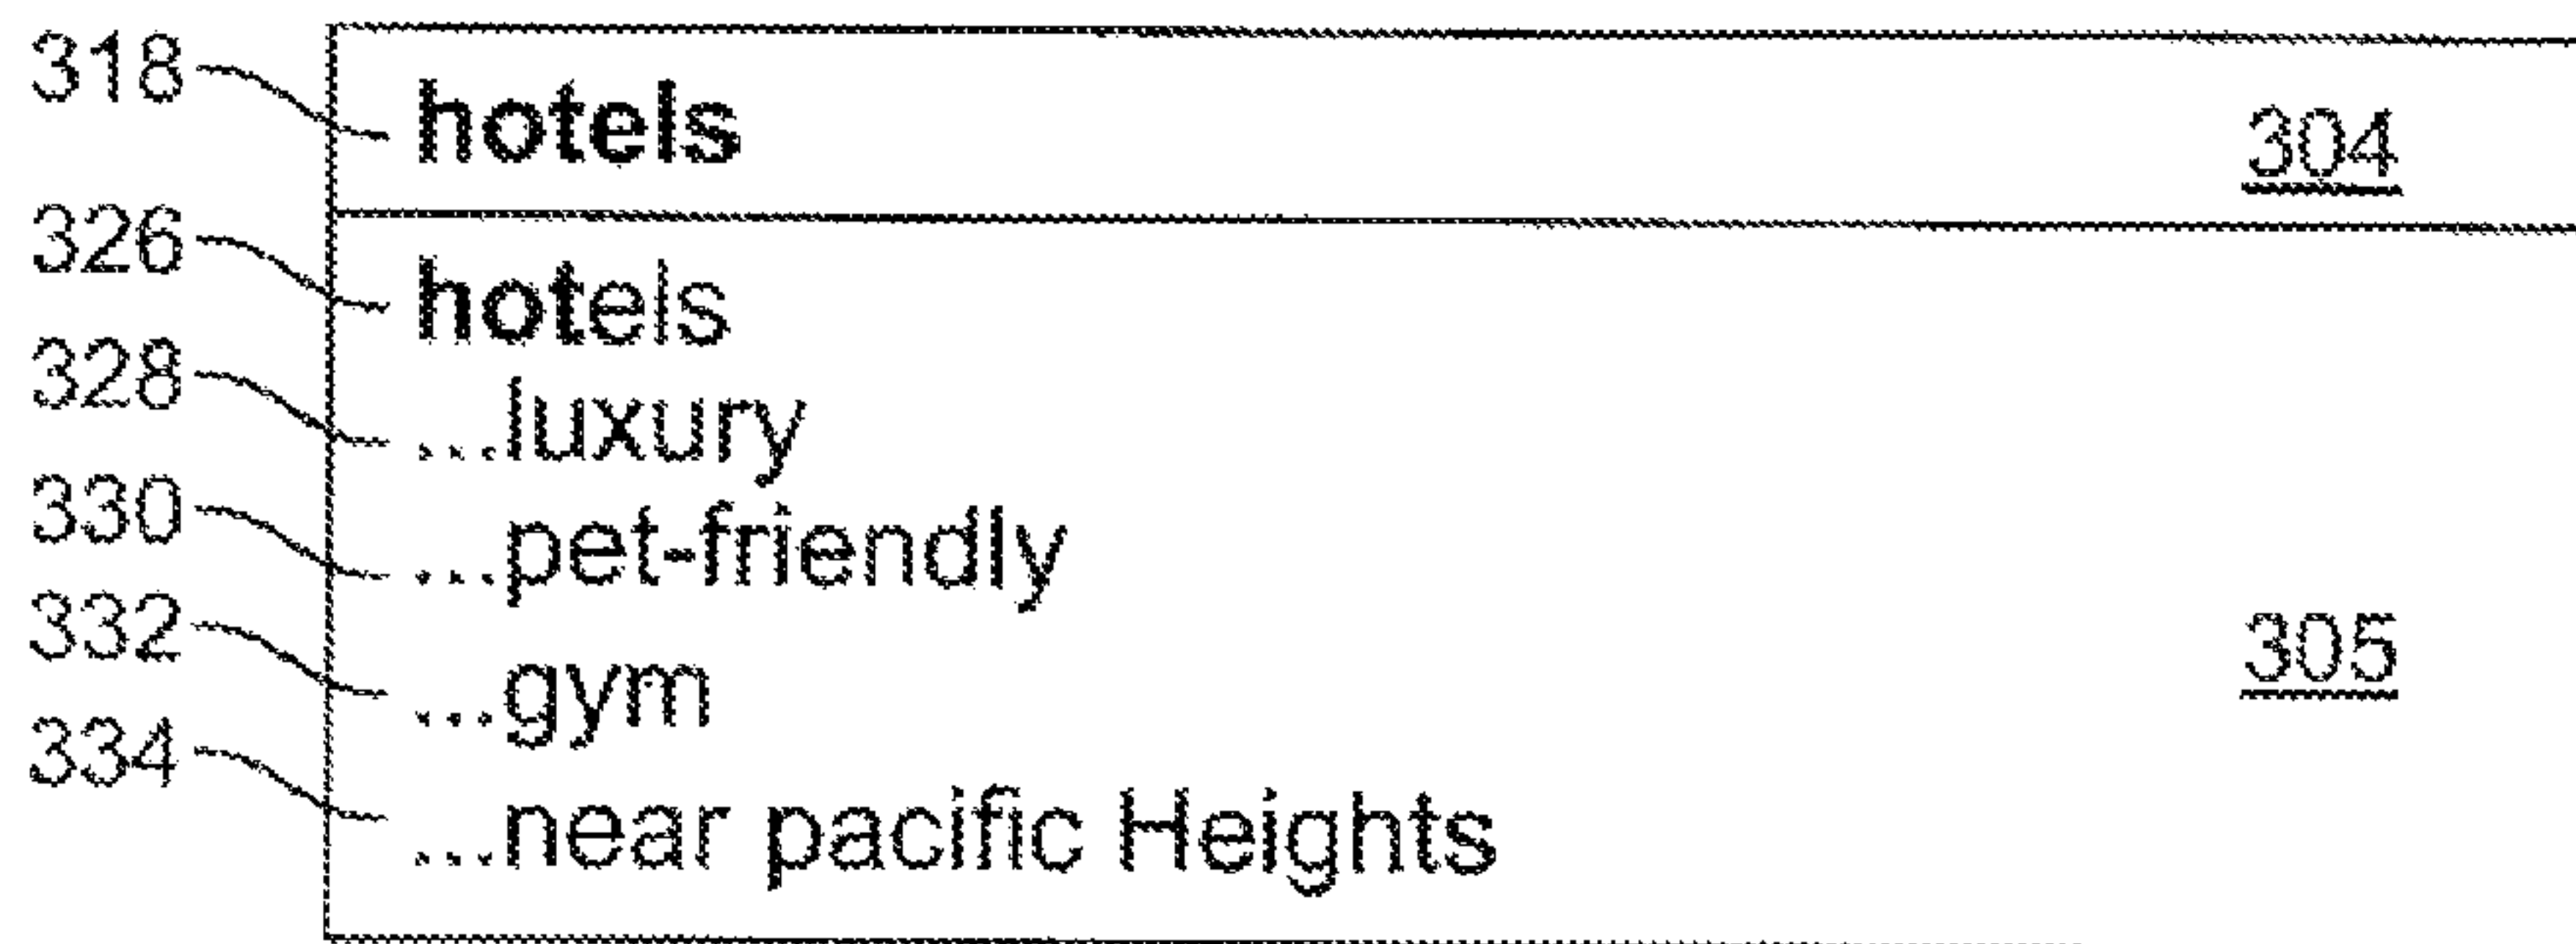 318 hotels 304
326 hotels
328 ...luxury
330 ...pet-friendly
332 ...gym 305
334 ...near pacific Heights